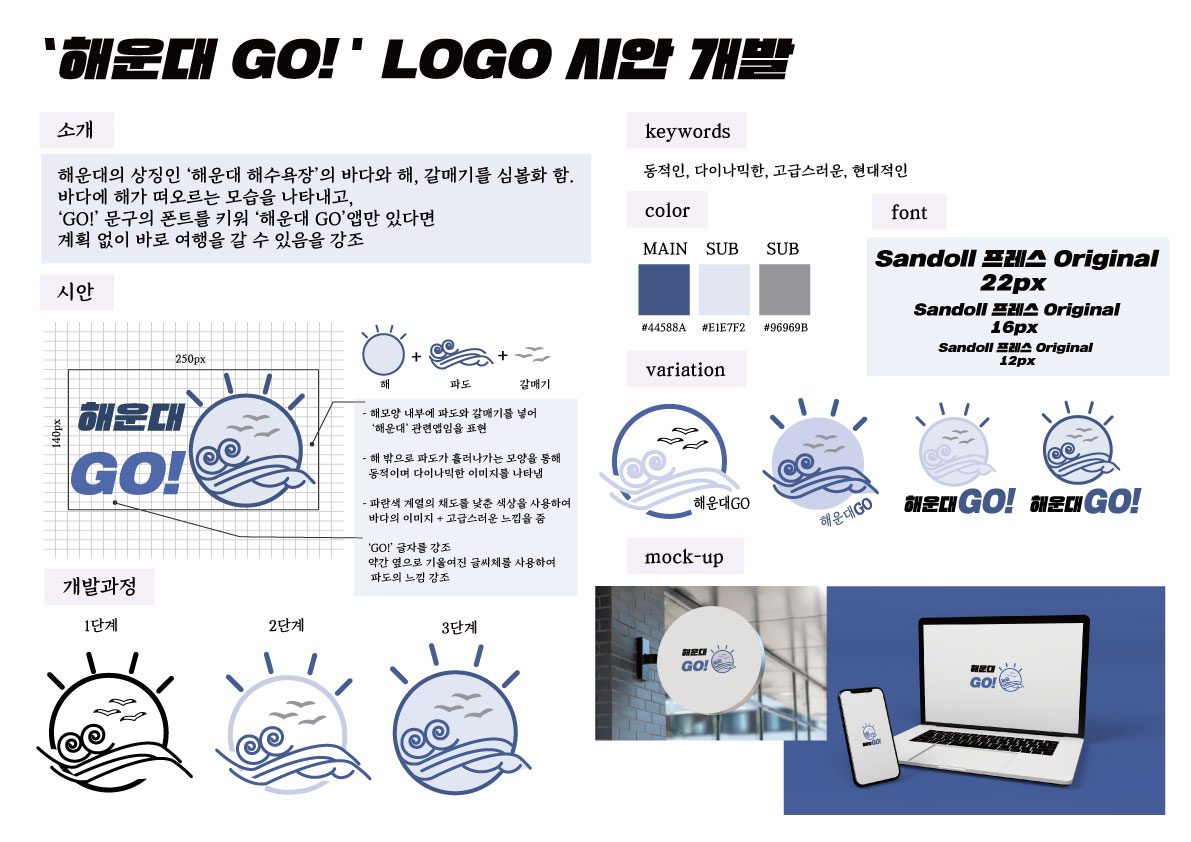 '해운대 GO!' LOGO 시안 개발
소개
해운대의 상징인 '해운대 해수욕장'의 바다와 해, 갈매기를 심볼화 함.
바다에 해가 떠오르는 모습을 나타내고,
'GO!' 문구의 폰트를 키워 '해운대 GO'앱만 있다면
계획 없이 바로 여행을 갈 수 있음을 강조
시안
250px
140px
해운대
GO!
+
+
해
파도
갈매기
- 해모양 내부에 파도와 갈매기를 넣어
'해운대' 관련앱임을 표현
- 해 밖으로 파도가 흘러나가는 모양을 통해
동적이며 다이나믹한 이미지를 나타냄
- 파란색 계열의 채도를 낮춘 색상을 사용하여
바다의 이미지 + 고급스러운 느낌을 줌
'GO!' 글자를 강조
약간 옆으로 기울여진 글씨체를 사용하여
파도의 느낌 강조
개발과정
1단계
2단계
3단계
keywords
동적인, 다이나믹한, 고급스러운, 현대적인
color
MAIN
SUB
SUB
#44588A
#E1E7F2
#96969B
font
Sandoll 프레스 Original
22px
Sandoll 프레스 Original
16px
Sandoll 프레스 Original
12px
variation
해운대GO
해운대GO
해운대GO!
해운대GO!
mock-up
해운대
GO!
해운대
GO!
해운대GO!